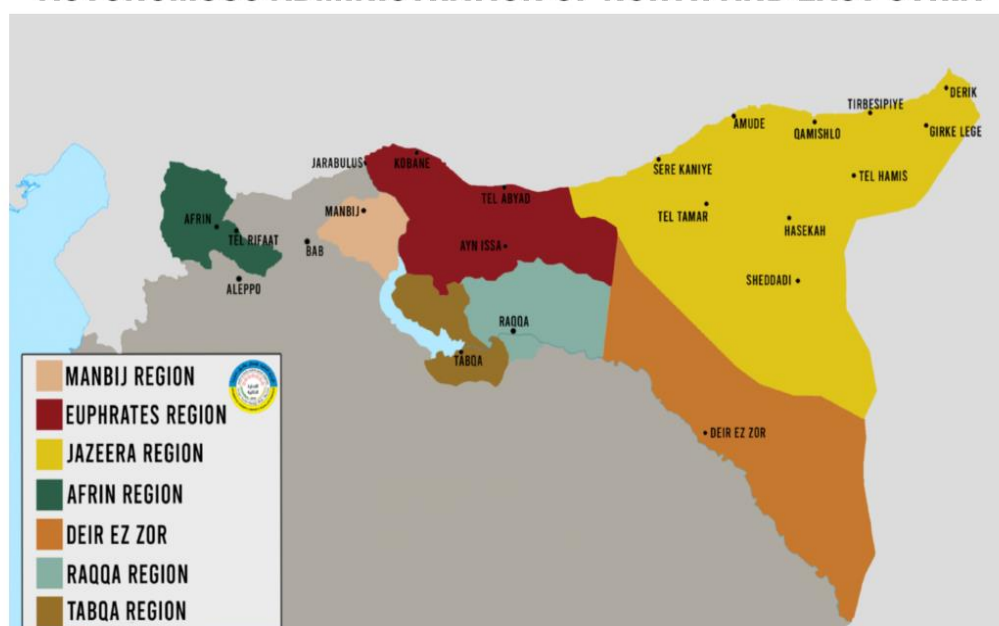 AUTONOMOUS ADMINISTRATION OF NORTH AND EAST SYRIA
DERIK
TIRBESIPIYE
AMUDE
QAMISHLO
GIRKE LEGE
JARABULUS
KOBANE
SERE KANIYE
TEL HAMIS
TEL ABYAD
MANBIJ
TEL TAMAR
AFRIN
HASEKAH
TEL RIFAAT
BAB
AYN ISSA
ALEPPO
SHEDDADI
RAQQA
TABQA
DEIR EZ ZOR
MANBIJ REGION
EUPHRATES REGION
JAZEERA REGION
AFRIN REGION
DEIR EZ ZOR
RAQQA REGION
TABQA REGION